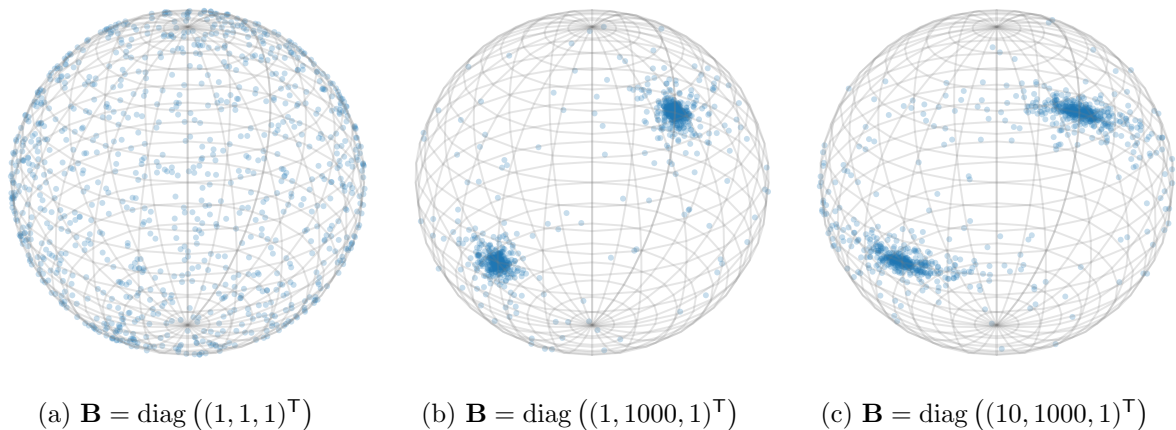 (a) B = diag ((1, 1, 1)ᵀ)
(b) B = diag ((1, 1000, 1)ᵀ)
(c) B = diag ((10, 1000, 1)ᵀ)